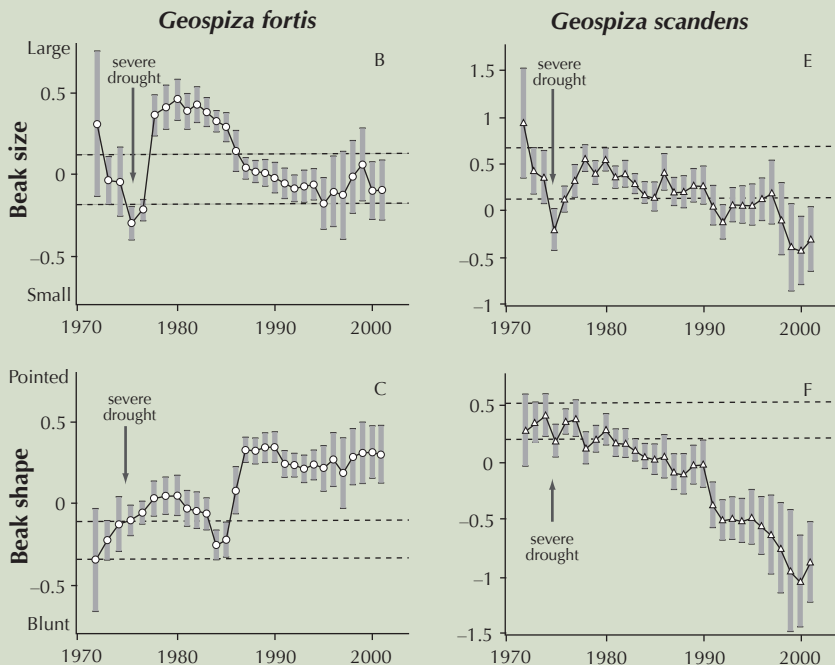 Geospiza fortis
Geospiza scandens
Large
B
severe
drought
0.5
0
–0.5
Small
Beak size
1970
1980
1990
2000
E
severe
drought
1.5
1
0.5
0
–0.5
–1
1970
1980
1990
2000
Pointed
C
severe
drought
0.5
0
–0.5
Blunt
Beak shape
1970
1980
1990
2000
F
0.5
0
–0.5
–1
–1.5
severe
drought
1970
1980
1990
2000